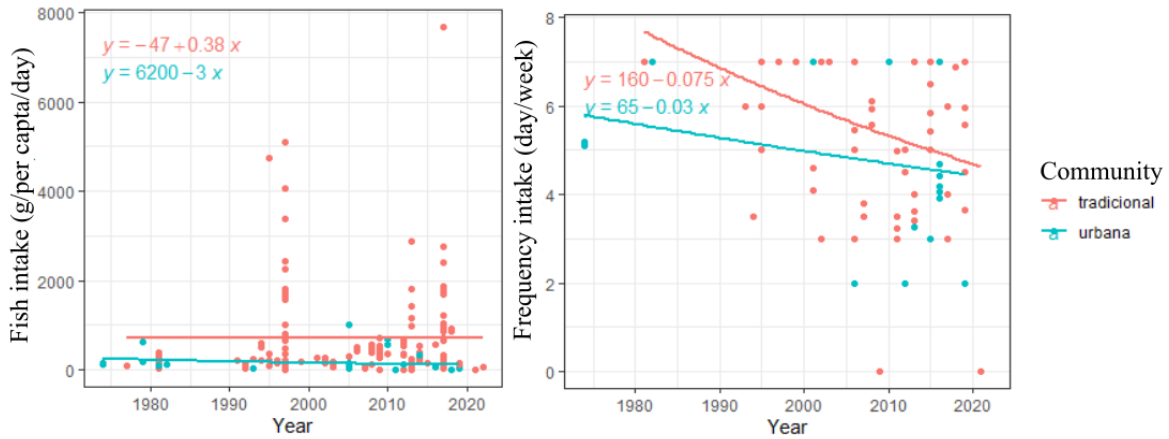 8000
6000
4000
2000
0
Fish intake (g/per capta/day)
y = −47 + 0.38 x
y = 6200 − 3 x
1980 1990 2000 2010 2020
Year
8
6
4
2
0
Frequency intake (day/week)
y = 160 − 0.075 x
y = 65 − 0.03 x
1980 1990 2000 2010 2020
Year
Community
a tradicional
a urbana